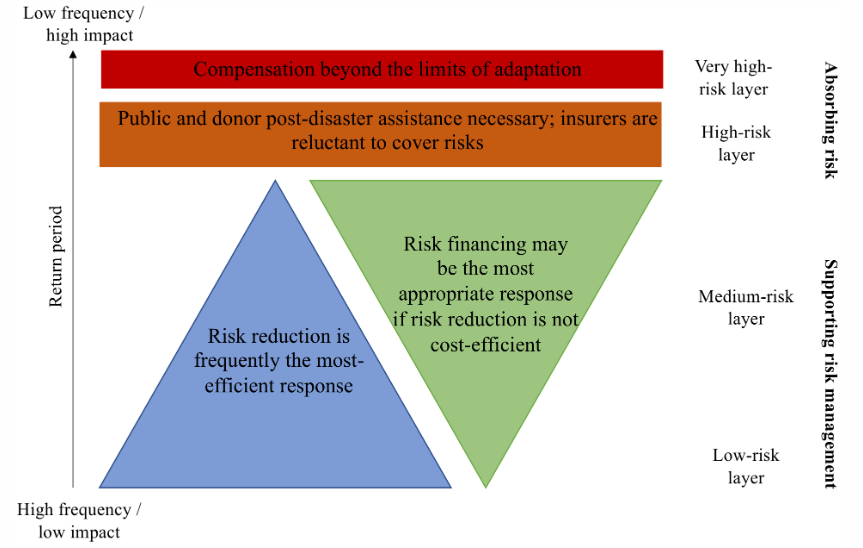 Low frequency /
high impact
Compensation beyond the limits of adaptation
Very high-
risk layer
Public and donor post-disaster assistance necessary; insurers are
reluctant to cover risks
High-risk
layer
Absorbing risk
Return period
Risk financing may
be the most
appropriate response
if risk reduction is not
cost-efficient
Risk reduction is
frequently the most-
efficient response
Medium-risk
layer
Low-risk
layer
Supporting risk management
High frequency /
low impact